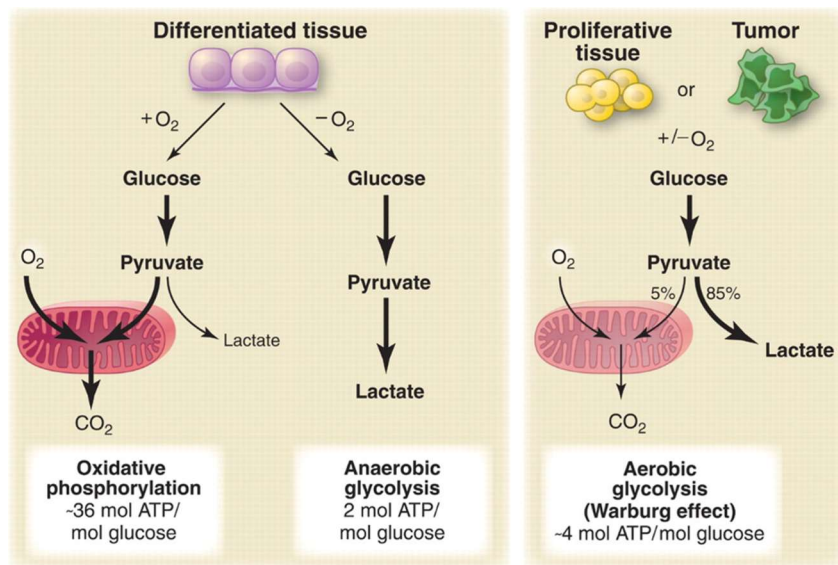 Differentiated tissue
+O₂
−O₂
Glucose
Glucose
O₂
Pyruvate
Pyruvate
Lactate
Lactate
CO₂
Oxidative
phosphorylation
~36 mol ATP/
mol glucose
Anaerobic
glycolysis
2 mol ATP/
mol glucose
Proliferative
tissue
or
Tumor
+/−O₂
Glucose
O₂
Pyruvate
5%
85%
Lactate
CO₂
Aerobic
glycolysis
(Warburg effect)
~4 mol ATP/mol glucose